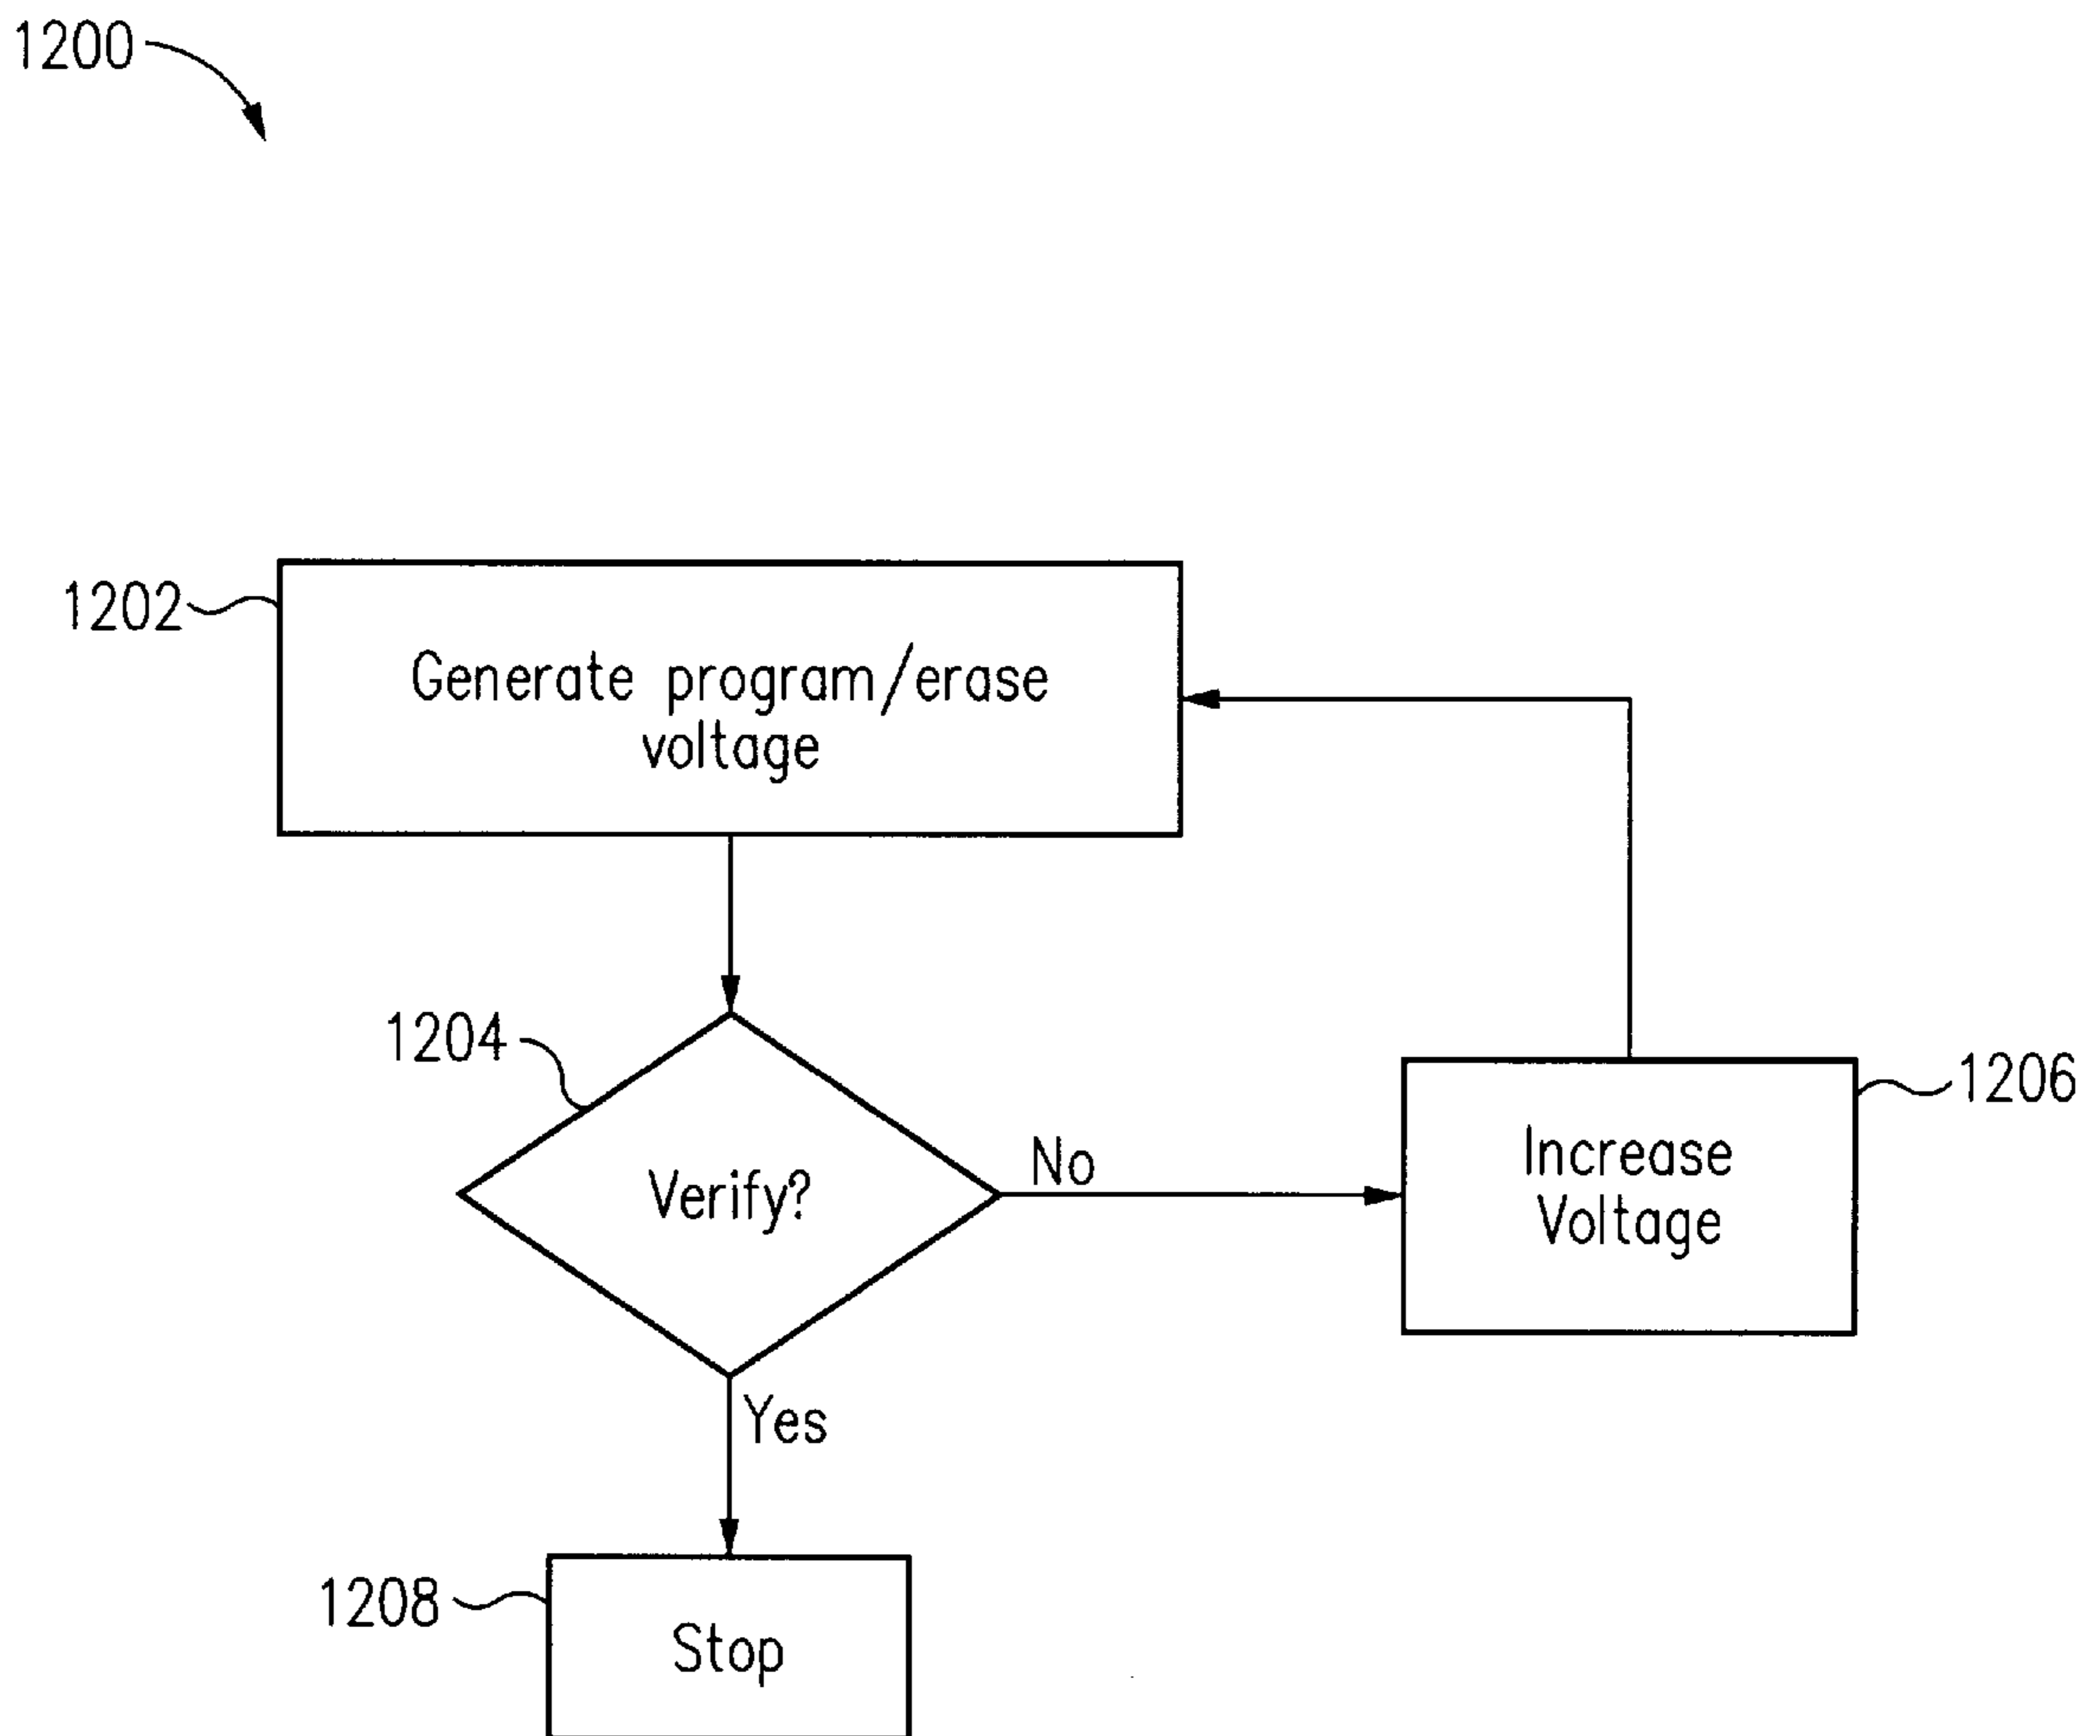 1200
1202
Generate program/erase
voltage
1204
Verify?
No
1206
Increase
Voltage
Yes
1208
Stop